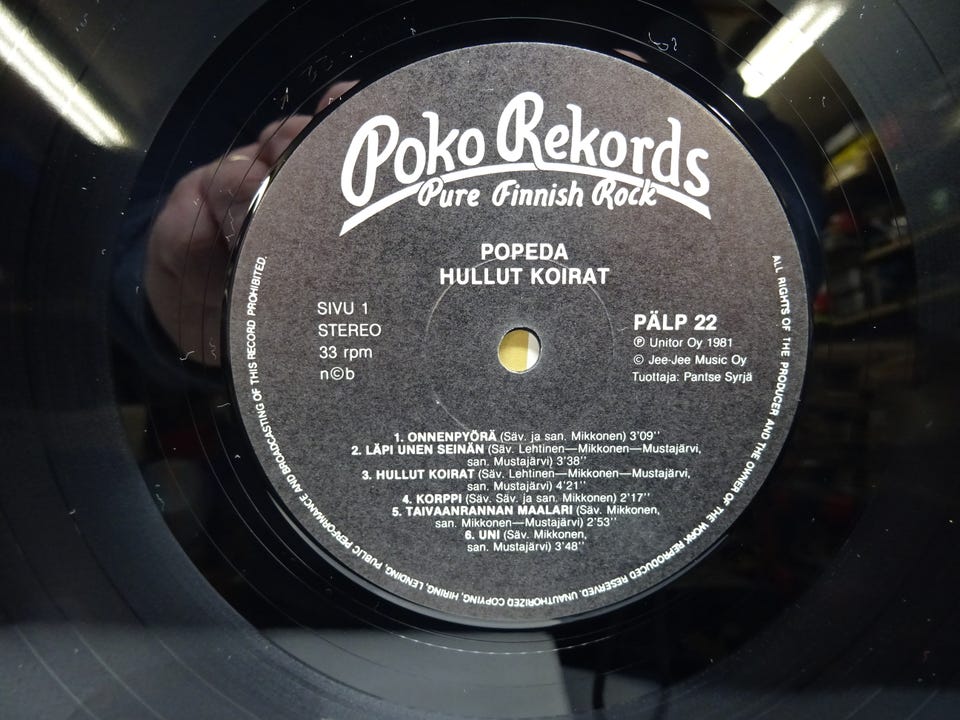 Poko Rekords
Pure Finnish Rock
POPEDA
HULLUT KOIRAT
SIVU 1
STEREO
33 rpm
n©b
PÄLP 22
℗ Unitor Oy 1981
© Jee-Jee Music Oy
Tuottaja: Pantse Syrjä
1. ONNENPYÖRÄ (Säv. ja san. Mikkonen) 3'09''
2. LÄPI UNEN SEINÄN (Säv. Lehtinen—Mikkonen—Mustajärvi,
san. Mustajärvi) 3'38''
3. HULLUT KOIRAT (Säv. Lehtinen—Mikkonen—Mustajärvi,
san. Mustajärvi) 4'21''
4. KORPPI (Säv. Säv. ja san. Mikkonen) 2'17''
5. TAIVAANRANNAN MAALARI (Säv. Mikkonen,
san. Mikkonen—Mustajärvi) 2'53''
6. UNI (Säv. Mikkonen,
san. Mustajärvi) 3'48''
ALL RIGHTS OF THE PRODUCER AND THE OWNER OF THE WORK REPRODUCED RESERVED. UNAUTHORIZED COPYING, HIRING, LENDING, PUBLIC PERFORMANCE AND BROADCASTING OF THIS RECORD PROHIBITED.